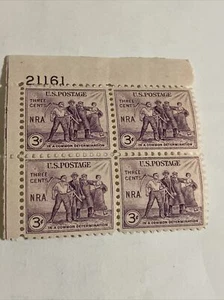 21161
U.S. POSTAGE U.S. POSTAGE
THREE CENTS THREE CENTS
NRA NRA
3¢ 3¢
IN A COMMON DETERMINATION IN A COMMON DETERMINATION
U.S. POSTAGE U.S. POSTAGE
THREE CENTS THREE CENTS
NRA NRA
3¢ 3¢
IN A COMMON DETERMINATION IN A COMMON DETERMINATION